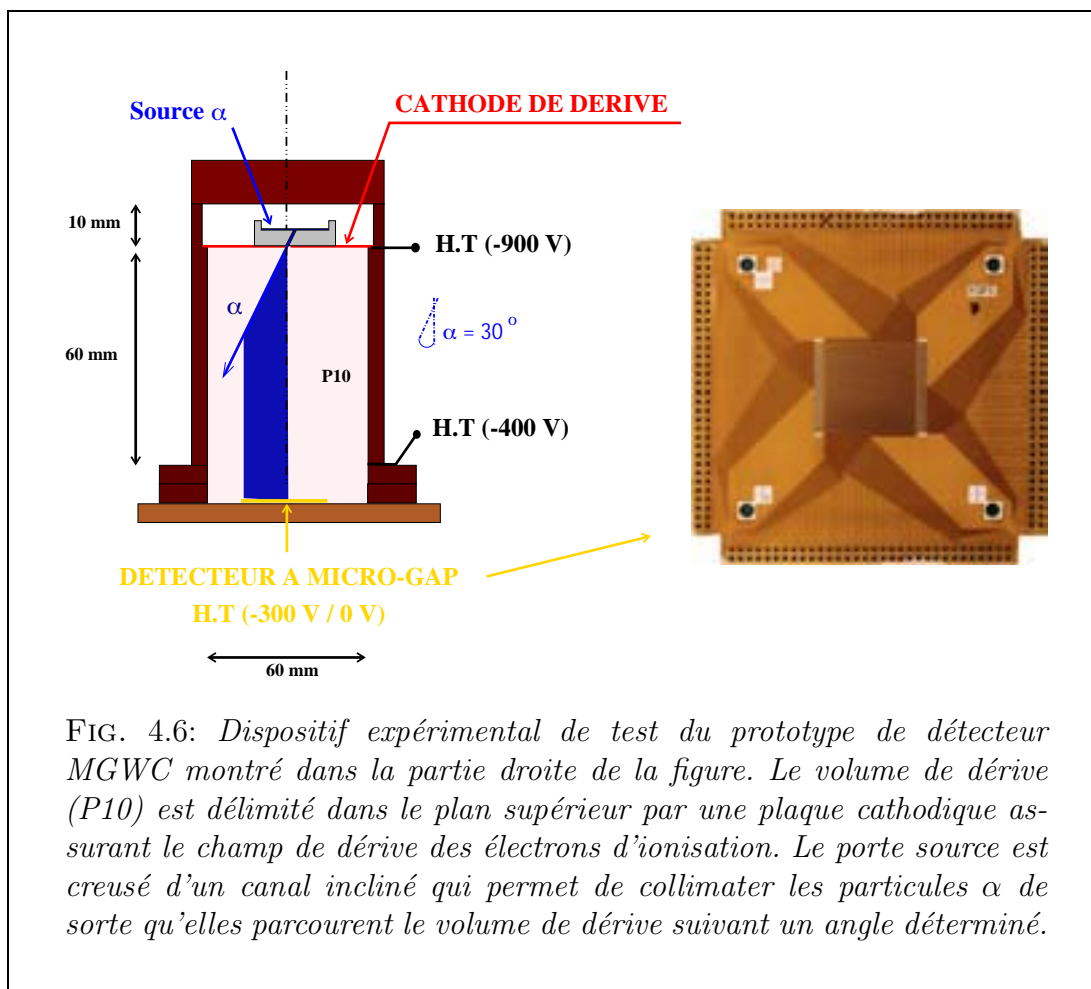 Source α
CATHODE DE DERIVE
10 mm
H.T (-900 V)
α
α = 30 o
60 mm
P10
H.T (-400 V)
DETECTEUR A MICRO-GAP
H.T (-300 V / 0 V)
60 mm
FIG. 4.6: Dispositif expérimental de test du prototype de détecteur
MGWC montré dans la partie droite de la figure. Le volume de dérive
(P10) est délimité dans le plan supérieur par une plaque cathodique as-
surant le champ de dérive des électrons d'ionisation. Le porte source est
creusé d'un canal incliné qui permet de collimater les particules α de
sorte qu'elles parcourent le volume de dérive suivant un angle déterminé.